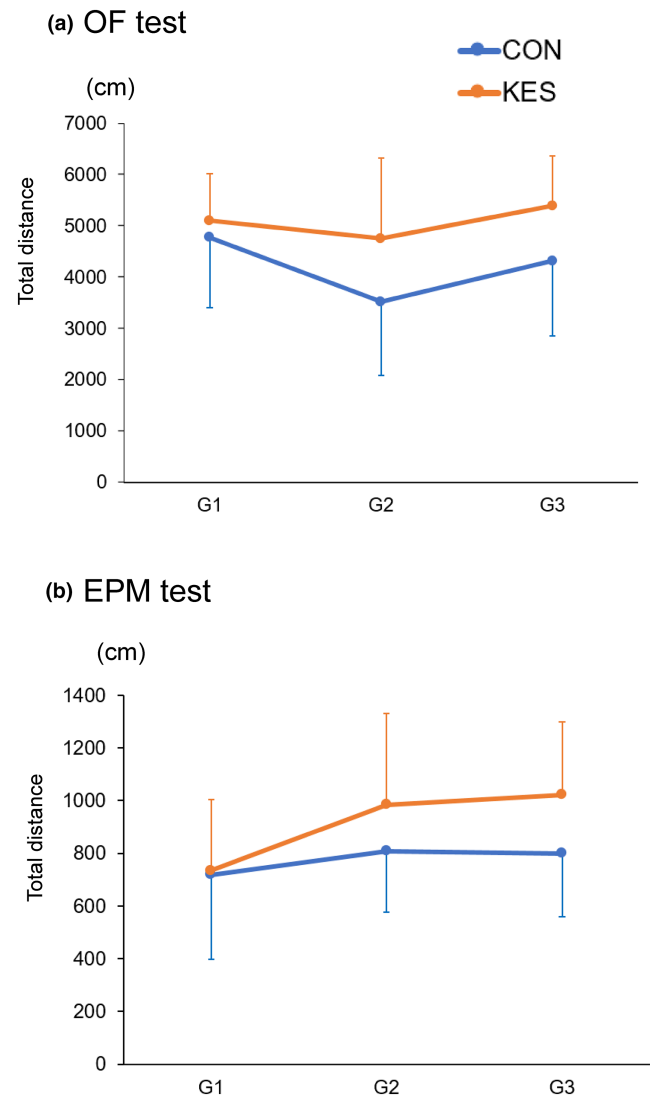 (a) OF test
CON
KES
(cm)
7000
6000
5000
4000
3000
2000
1000
0
Total distance
G1 G2 G3
(b) EPM test
(cm)
1400
1200
1000
800
600
400
200
0
Total distance
G1 G2 G3